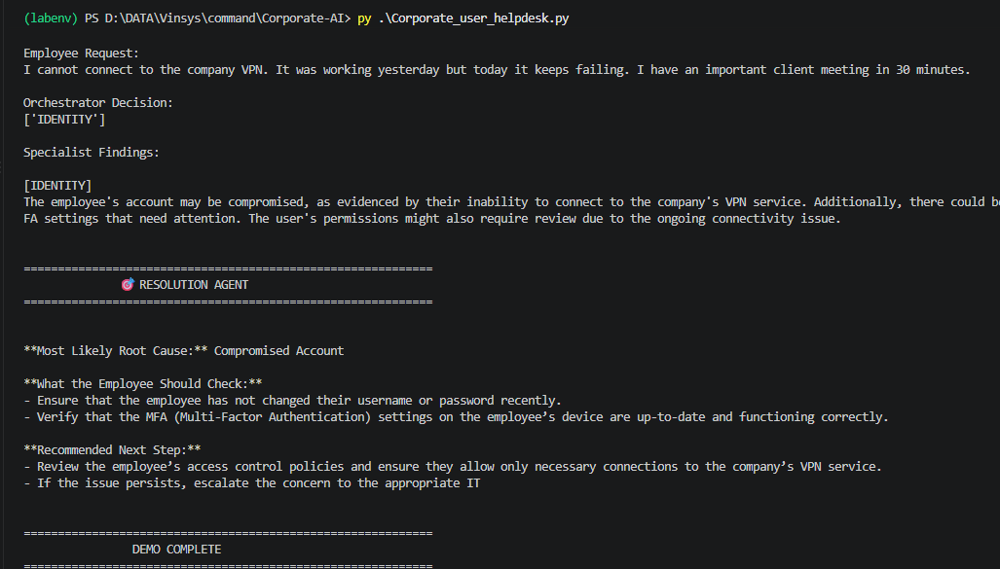 (labenv) PS D:\DATA\Vinsys\command\Corporate-AI> py .\Corporate_user_helpdesk.py
Employee Request:
I cannot connect to the company VPN. It was working yesterday but today it keeps failing. I have an important client meeting in 30 minutes.
Orchestrator Decision:
['IDENTITY']
Specialist Findings:
[IDENTITY]
The employee's account may be compromised, as evidenced by their inability to connect to the company's VPN service. Additionally, there could
FA settings that need attention. The user's permissions might also require review due to the ongoing connectivity issue.
============================================================
🎯 RESOLUTION AGENT
============================================================
**Most Likely Root Cause:** Compromised Account
**What the Employee Should Check:**
- Ensure that the employee has not changed their username or password recently.
- Verify that the MFA (Multi-Factor Authentication) settings on the employee’s device are up-to-date and functioning correctly.
**Recommended Next Step:**
- Review the employee’s access control policies and ensure they allow only necessary connections to the company’s VPN service.
- If the issue persists, escalate the concern to the appropriate IT
============================================================
DEMO COMPLETE
============================================================